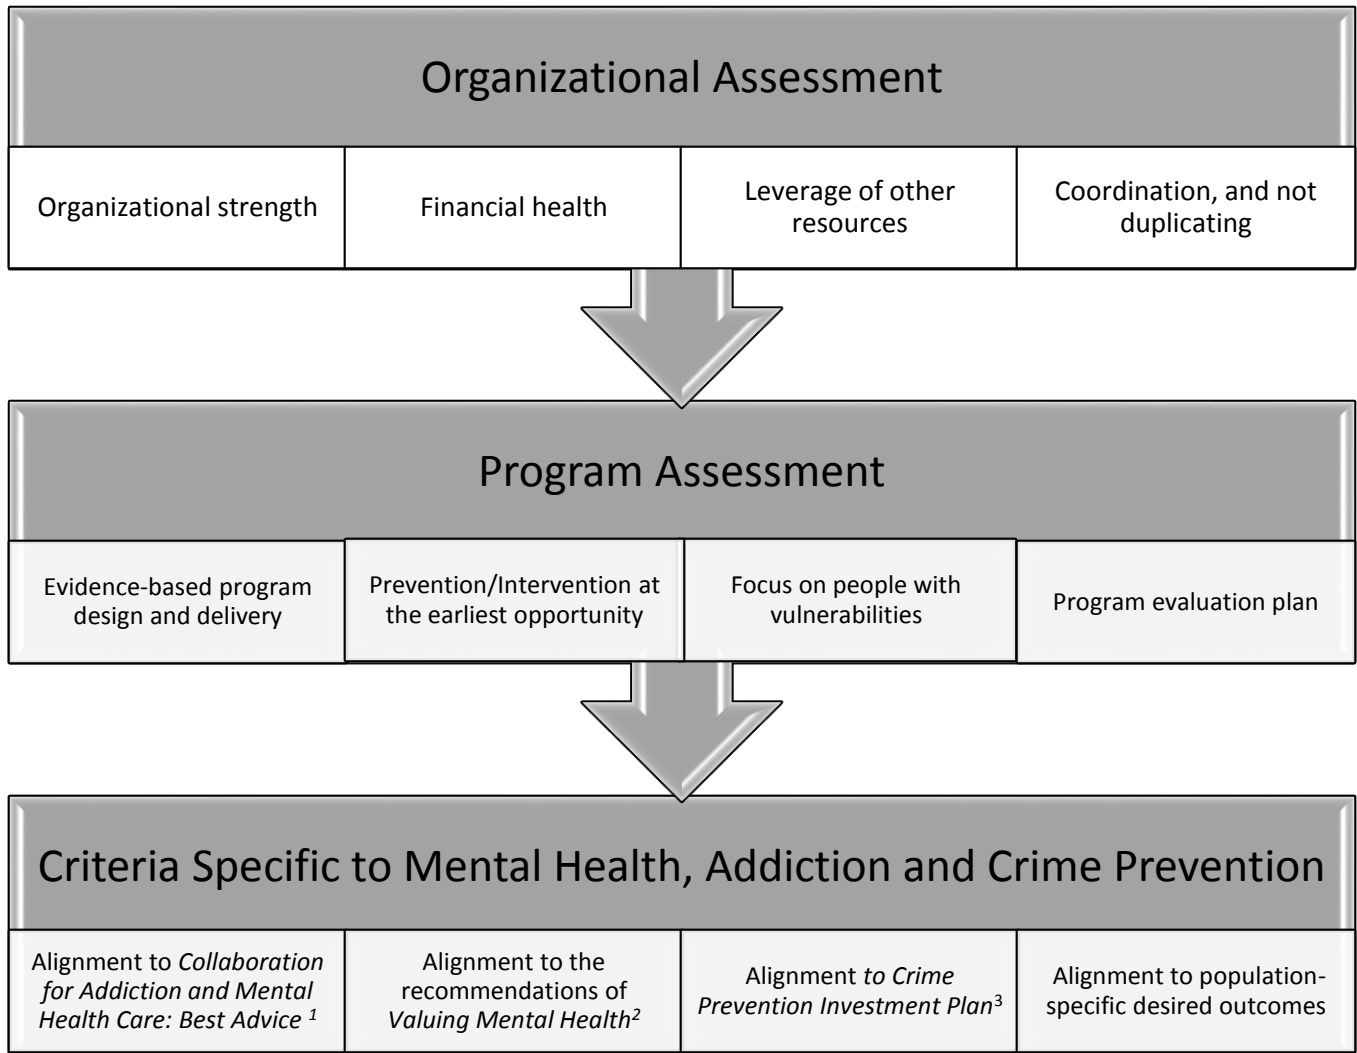 Organizational Assessment
Organizational strength
Financial health
Leverage of other
resources
Coordination, and not
duplicating
Program Assessment
Evidence-based program
design and delivery
Prevention/Intervention at
the earliest opportunity
Focus on people with
vulnerabilities
Program evaluation plan
Criteria Specific to Mental Health, Addiction and Crime Prevention
Alignment to Collaboration
for Addiction and Mental
Health Care: Best Advice 1
Alignment to the
recommendations of
Valuing Mental Health2
Alignment to Crime
Prevention Investment Plan3
Alignment to population-
specific desired outcomes